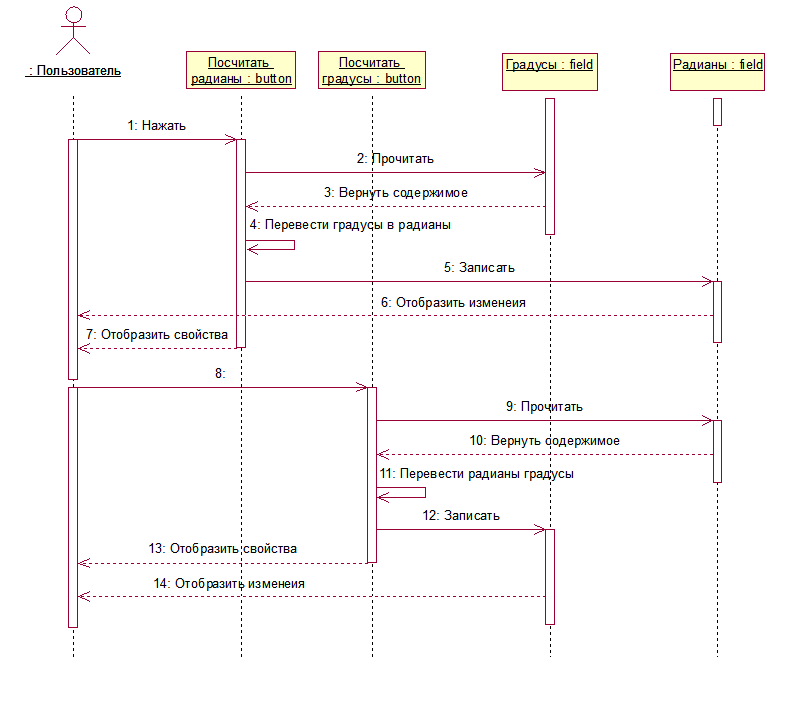 : Пользователь
Посчитать
радианы : button
Посчитать
градусы : button
Градусы : field
Радианы : field
1: Нажать
2: Прочитать
3: Вернуть содержимое
4: Перевести градусы в радианы
5: Записать
6: Отобразить изменеия
7: Отобразить свойства
8:
9: Прочитать
10: Вернуть содержимое
11: Перевести радианы градусы
12: Записать
13: Отобразить свойства
14: Отобразить изменеия